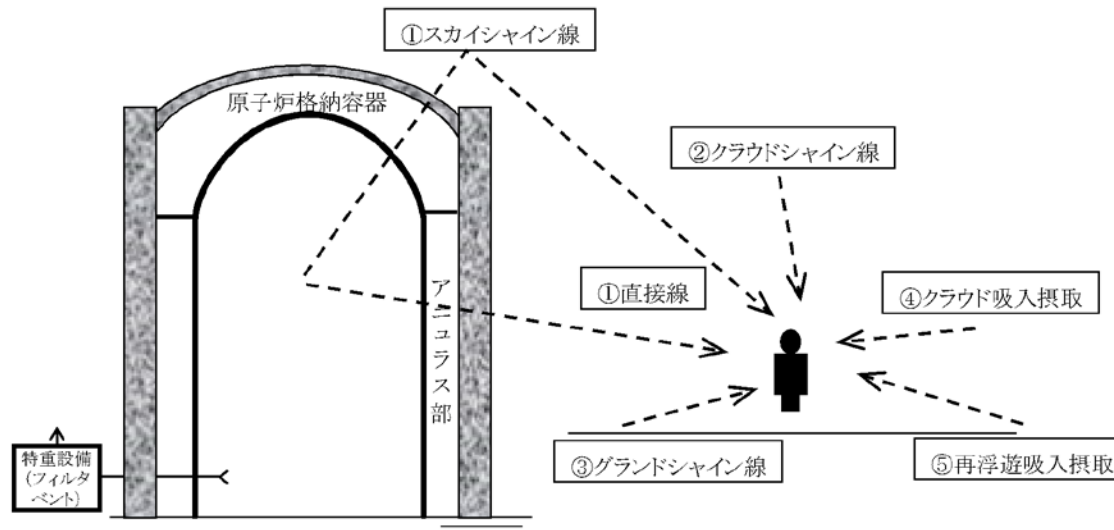 ①スカイシャイン線
原子炉格納容器
②クラウドシャイン線
①直接線
④クラウド吸入摂取
アニュラス部
特重設備
(フィルタ
ベント)
③グランドシャイン線
⑤再浮遊吸入摂取